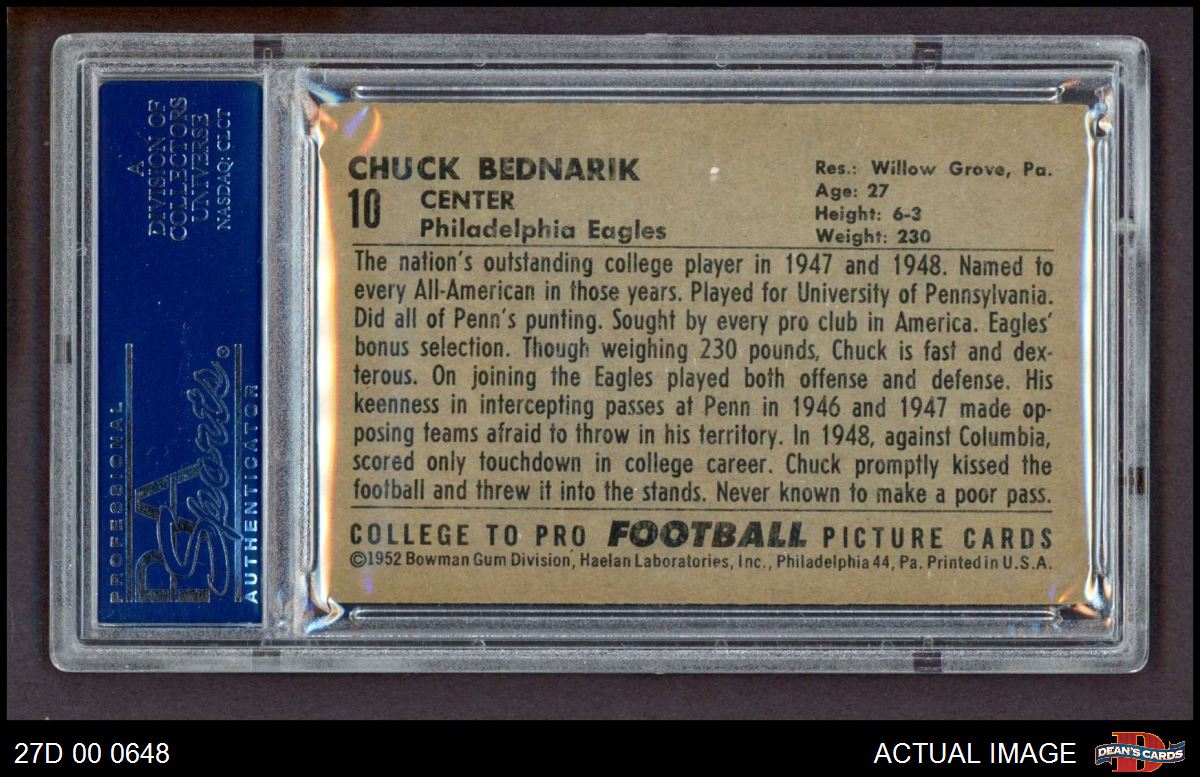 A
DIVISION OF
COLLECTORS
UNIVERSE
NASDAQ: CLCT
PROFESSIONAL
PSA
Sports®
AUTHENTICATOR
CHUCK BEDNARIK
10
CENTER
Philadelphia Eagles
Res.: Willow Grove, Pa.
Age: 27
Height: 6-3
Weight: 230
The nation's outstanding college player in 1947 and 1948. Named to
every All-American in those years. Played for University of Pennsylvania.
Did all of Penn's punting. Sought by every pro club in America. Eagles'
bonus selection. Though weighing 230 pounds, Chuck is fast and dex-
terous. On joining the Eagles played both offense and defense. His
keenness in intercepting passes at Penn in 1946 and 1947 made op-
posing teams afraid to throw in his territory. In 1948, against Columbia,
scored only touchdown in college career. Chuck promptly kissed the
football and threw it into the stands. Never known to make a poor pass.
COLLEGE TO PRO FOOTBALL PICTURE CARDS
©1952 Bowman Gum Division, Haelan Laboratories, Inc., Philadelphia 44, Pa. Printed in U.S.A.
27D 00 0648
ACTUAL IMAGE
DEAN'S CARDS